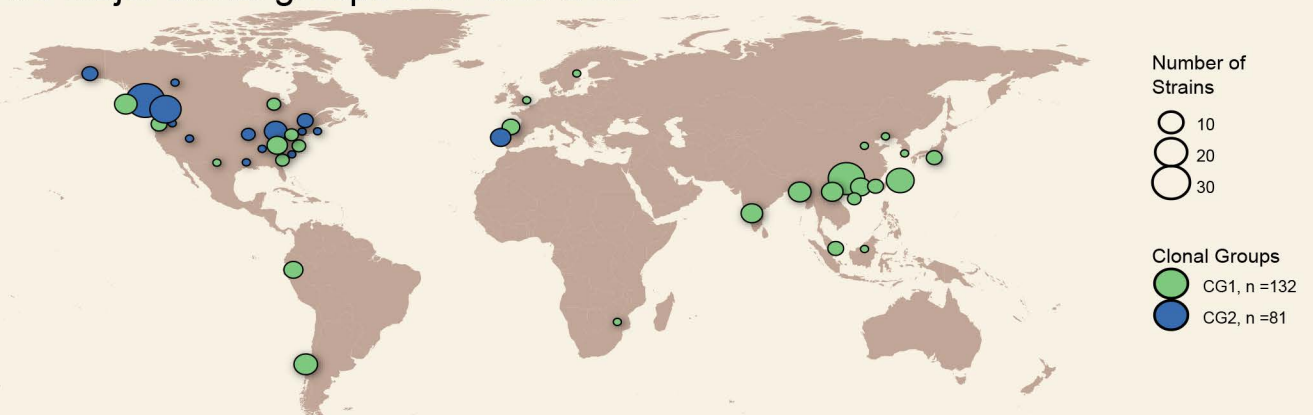 Number of
Strains
10
20
30
Clonal Groups
CG1, n =132
CG2, n =81